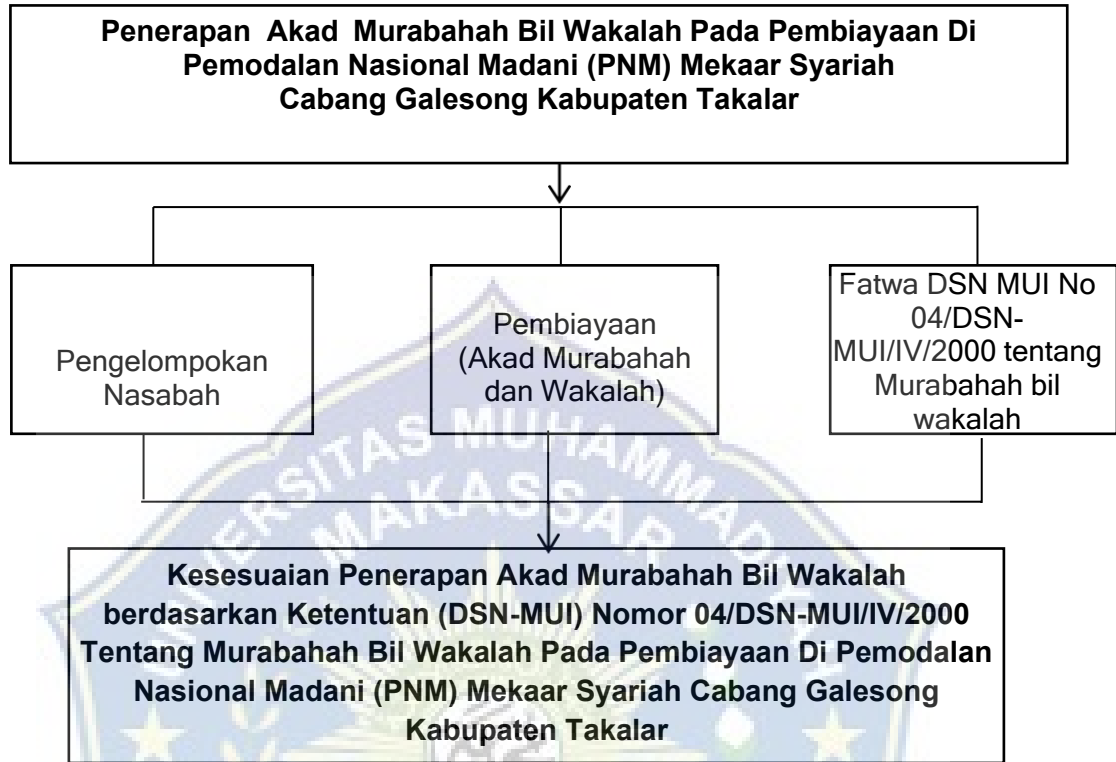 Penerapan Akad Murabahah Bil Wakalah Pada Pembiayaan Di
Pemodalan Nasional Madani (PNM) Mekaar Syariah
Cabang Galesong Kabupaten Takalar
Pengelompokan
Nasabah
Pembiayaan
(Akad Murabahah
dan Wakalah)
Fatwa DSN MUI No
04/DSN-
MUI/IV/2000 tentang
Murabahah bil
wakalah
UNIVERSITAS MUHAMMADIYAH
MAKASSAR
Kesesuaian Penerapan Akad Murabahah Bil Wakalah
berdasarkan Ketentuan (DSN-MUI) Nomor 04/DSN-MUI/IV/2000
Tentang Murabahah Bil Wakalah Pada Pembiayaan Di Pemodalan
Nasional Madani (PNM) Mekaar Syariah Cabang Galesong
Kabupaten Takalar